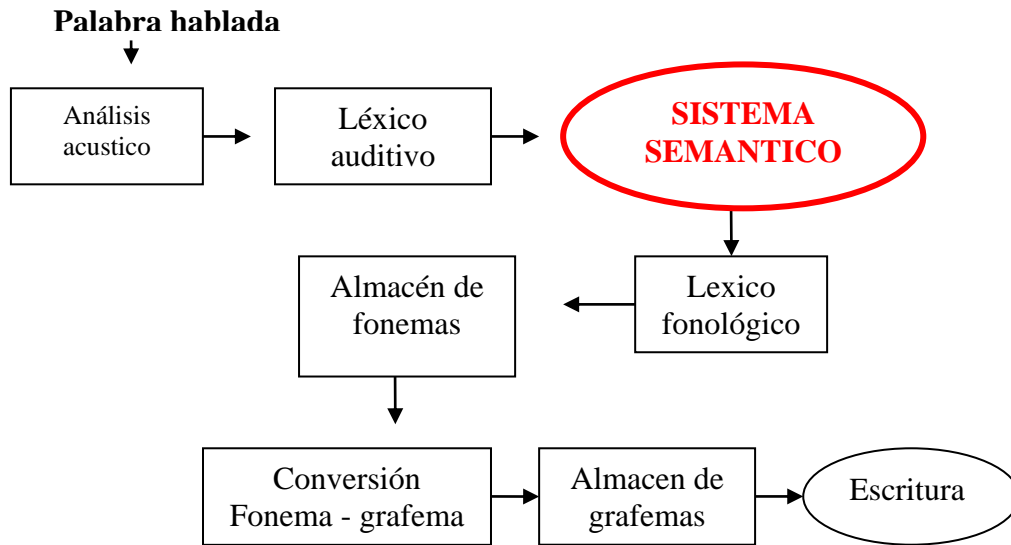 Palabra hablada
Análisis
acustico
Léxico
auditivo
SISTEMA
SEMANTICO
Almacén de
fonemas
Lexico
fonológico
Conversión
Fonema - grafema
Almacen de
grafemas
Escritura